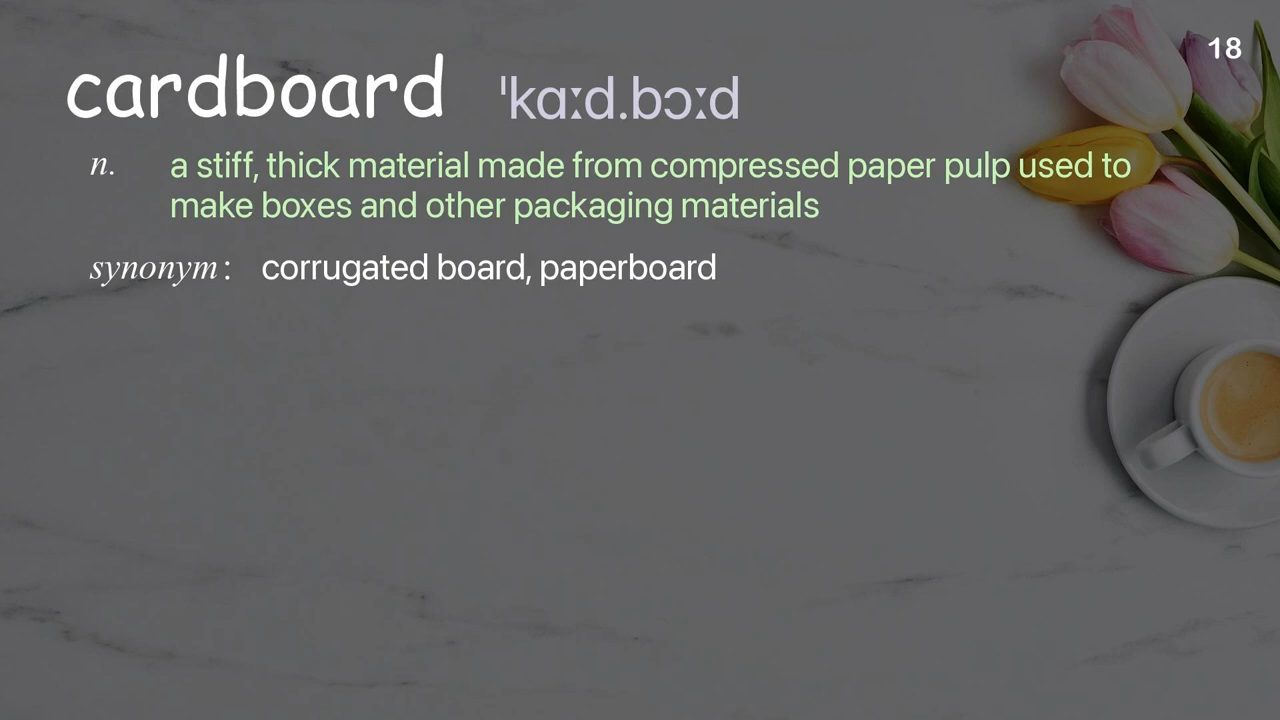 18
cardboard ˈkɑːd.bɔːd
n. a stiff, thick material made from compressed paper pulp used to
make boxes and other packaging materials
synonym: corrugated board, paperboard